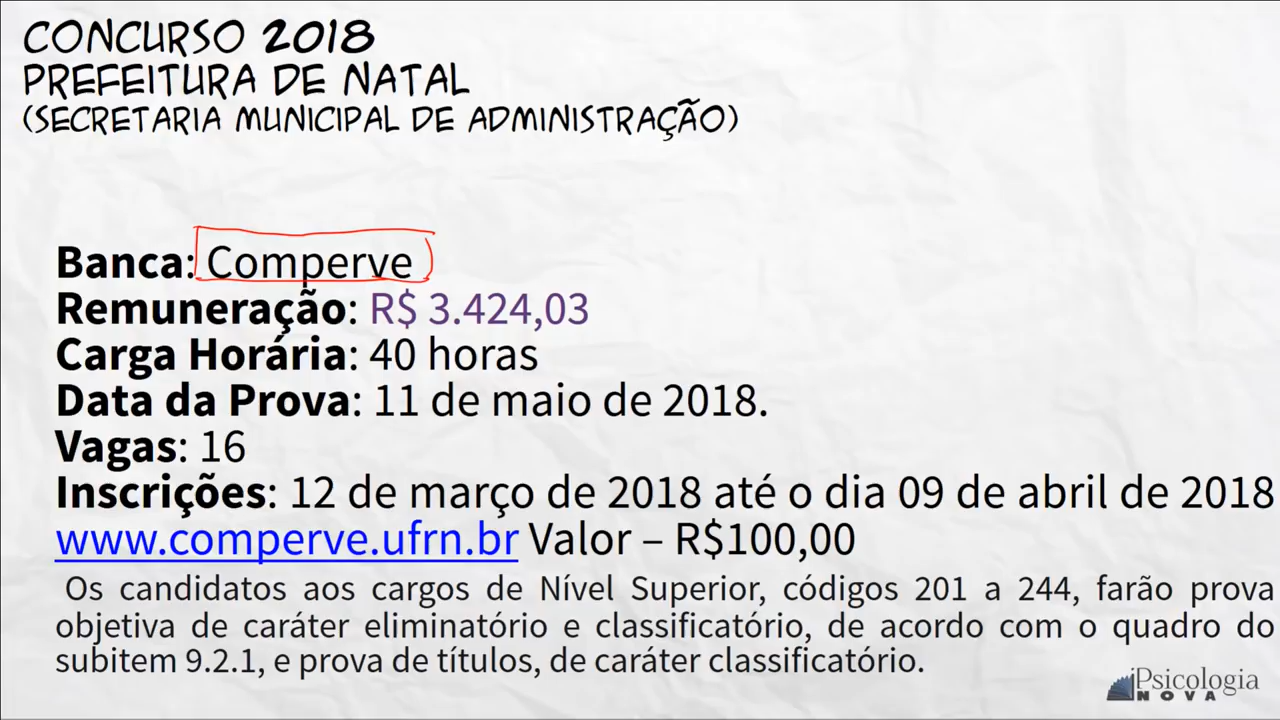 CONCURSO 2018
PREFEITURA DE NATAL
(SECRETARIA MUNICIPAL DE ADMINISTRAÇÃO)
Banca: Comperve
Remuneração: R$ 3.424,03
Carga Horária: 40 horas
Data da Prova: 11 de maio de 2018.
Vagas: 16
Inscrições: 12 de março de 2018 até o dia 09 de abril de 2018
www.comperve.ufrn.br Valor – R$100,00
Os candidatos aos cargos de Nível Superior, códigos 201 a 244, farão prova
objetiva de caráter eliminatório e classificatório, de acordo com o quadro do
subitem 9.2.1, e prova de títulos, de caráter classificatório.
Psicologia
NOVA